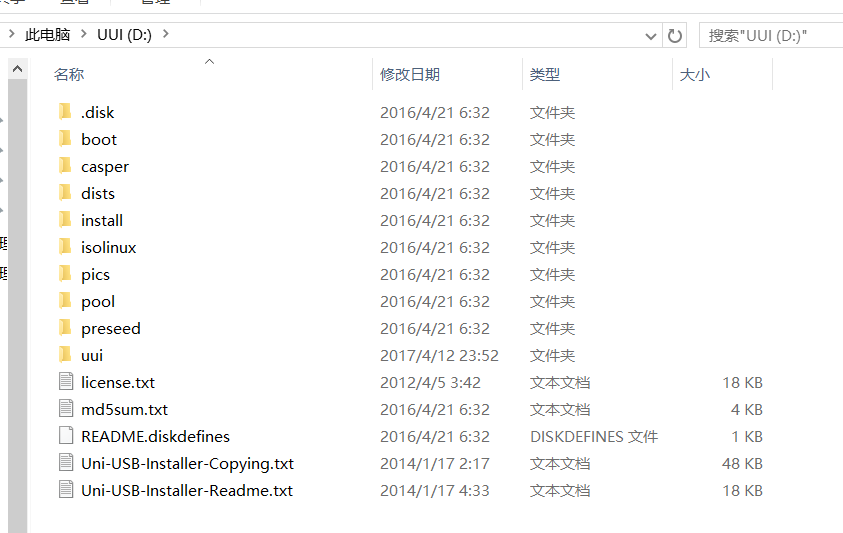 此电脑 UUI (D:) 搜索"UUI (D:)"
名称 修改日期 类型 大小
.disk 2016/4/21 6:32 文件夹
boot 2016/4/21 6:32 文件夹
casper 2016/4/21 6:32 文件夹
dists 2016/4/21 6:32 文件夹
install 2016/4/21 6:32 文件夹
isolinux 2016/4/21 6:32 文件夹
pics 2016/4/21 6:32 文件夹
pool 2016/4/21 6:32 文件夹
preseed 2016/4/21 6:32 文件夹
uui 2017/4/12 23:52 文件夹
license.txt 2012/4/5 3:42 文本文档 18 KB
md5sum.txt 2016/4/21 6:32 文本文档 4 KB
README.diskdefines 2016/4/21 6:32 DISKDEFINES 文件 1 KB
Uni-USB-Installer-Copying.txt 2014/1/17 2:17 文本文档 48 KB
Uni-USB-Installer-Readme.txt 2014/1/17 4:33 文本文档 18 KB